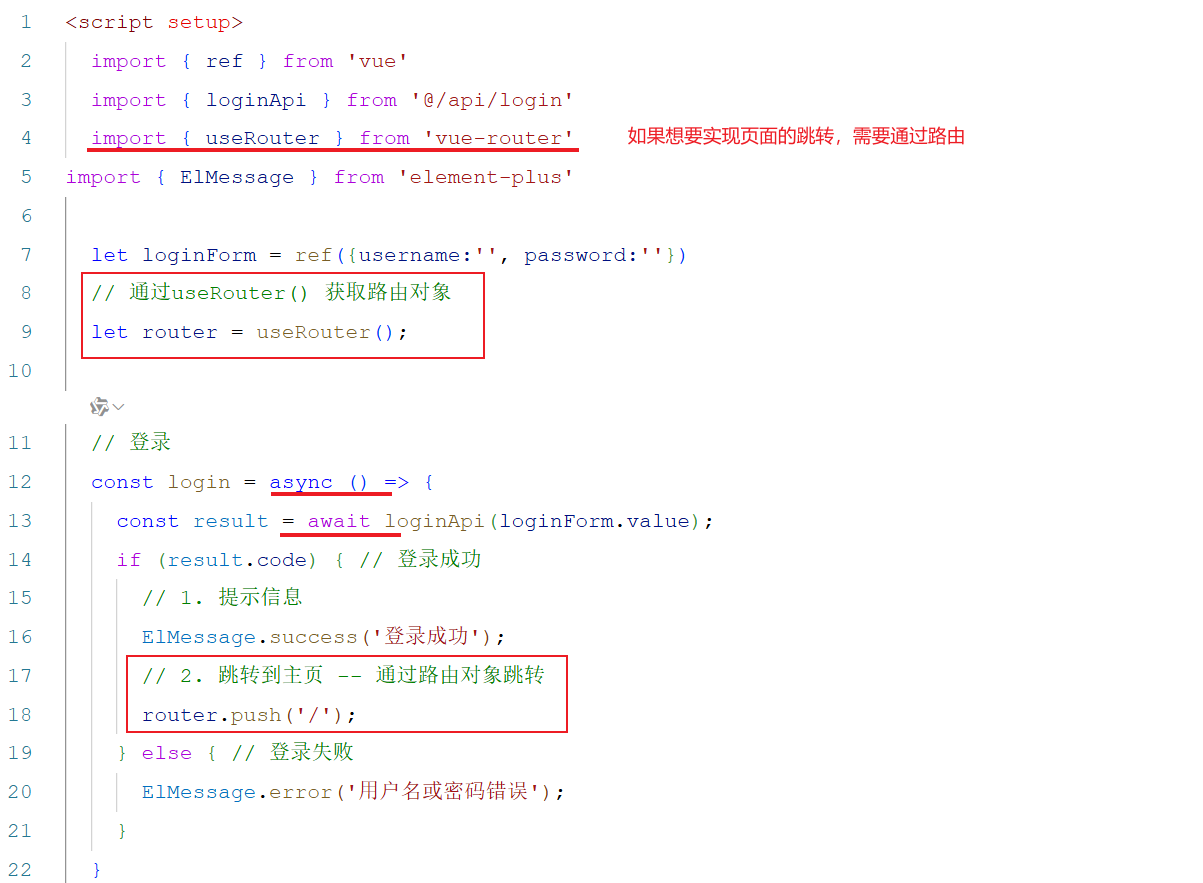 1 <script setup>
2 import { ref } from 'vue'
3 import { loginApi } from '@/api/login'
4 import { useRouter } from 'vue-router' 如果想要实现页面的跳转，需要通过路由
5 import { ElMessage } from 'element-plus'
6
7 let loginForm = ref({username:'', password:''})
8 // 通过useRouter() 获取路由对象
9 let router = useRouter();
10
11 // 登录
12 const login = async () => {
13 const result = await loginApi(loginForm.value);
14 if (result.code) { // 登录成功
15 // 1. 提示信息
16 ElMessage.success('登录成功');
17 // 2. 跳转到主页 -- 通过路由对象跳转
18 router.push('/');
19 } else { // 登录失败
20 ElMessage.error('用户名或密码错误');
21 }
22 }